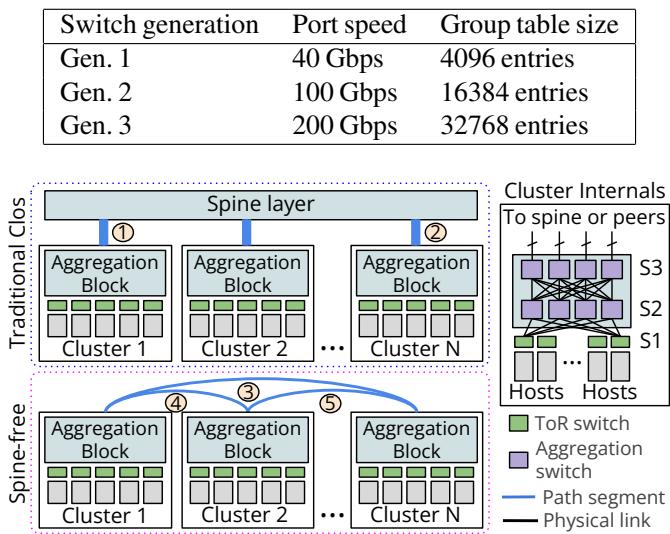 Switch generation Port speed Group table size
Gen. 1 40 Gbps 4096 entries
Gen. 2 100 Gbps 16384 entries
Gen. 3 200 Gbps 32768 entries
Traditional Clos
Spine layer
1 2
Aggregation Block Aggregation Block Aggregation Block
Cluster 1 Cluster 2 ... Cluster N
Spine-free
3
4 5
Aggregation Block Aggregation Block Aggregation Block
Cluster 1 Cluster 2 ... Cluster N
Cluster Internals
To spine or peers
S3
S2
S1
...
Hosts Hosts
ToR switch
Aggregation
switch
Path segment
Physical link